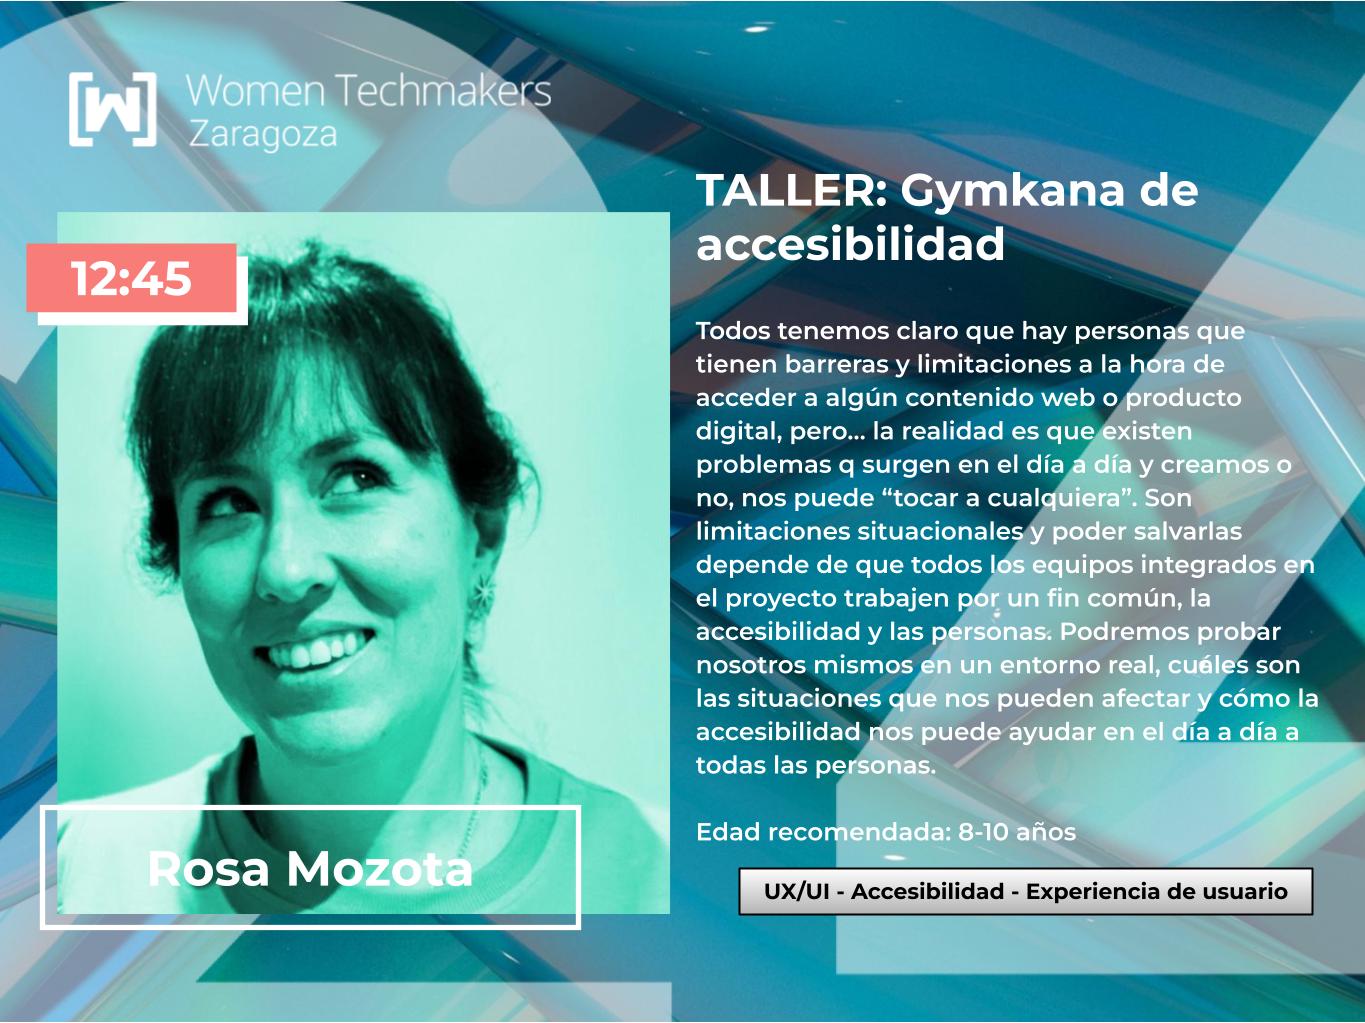 Women Techmakers
Zaragoza
12:45
Rosa Mozota
TALLER: Gymkana de
accesibilidad
Todos tenemos claro que hay personas que
tienen barreras y limitaciones a la hora de
acceder a algún contenido web o producto
digital, pero... la realidad es que existen
problemas q surgen en el día a día y creamos o
no, nos puede “tocar a cualquiera”. Son
limitaciones situacionales y poder salvarlas
depende de que todos los equipos integrados en
el proyecto trabajen por un fin común, la
accesibilidad y las personas. Podremos probar
nosotros mismos en un entorno real, cuáles son
las situaciones que nos pueden afectar y cómo la
accesibilidad nos puede ayudar en el día a día a
todas las personas.
Edad recomendada: 8-10 años
UX/UI - Accesibilidad - Experiencia de usuario